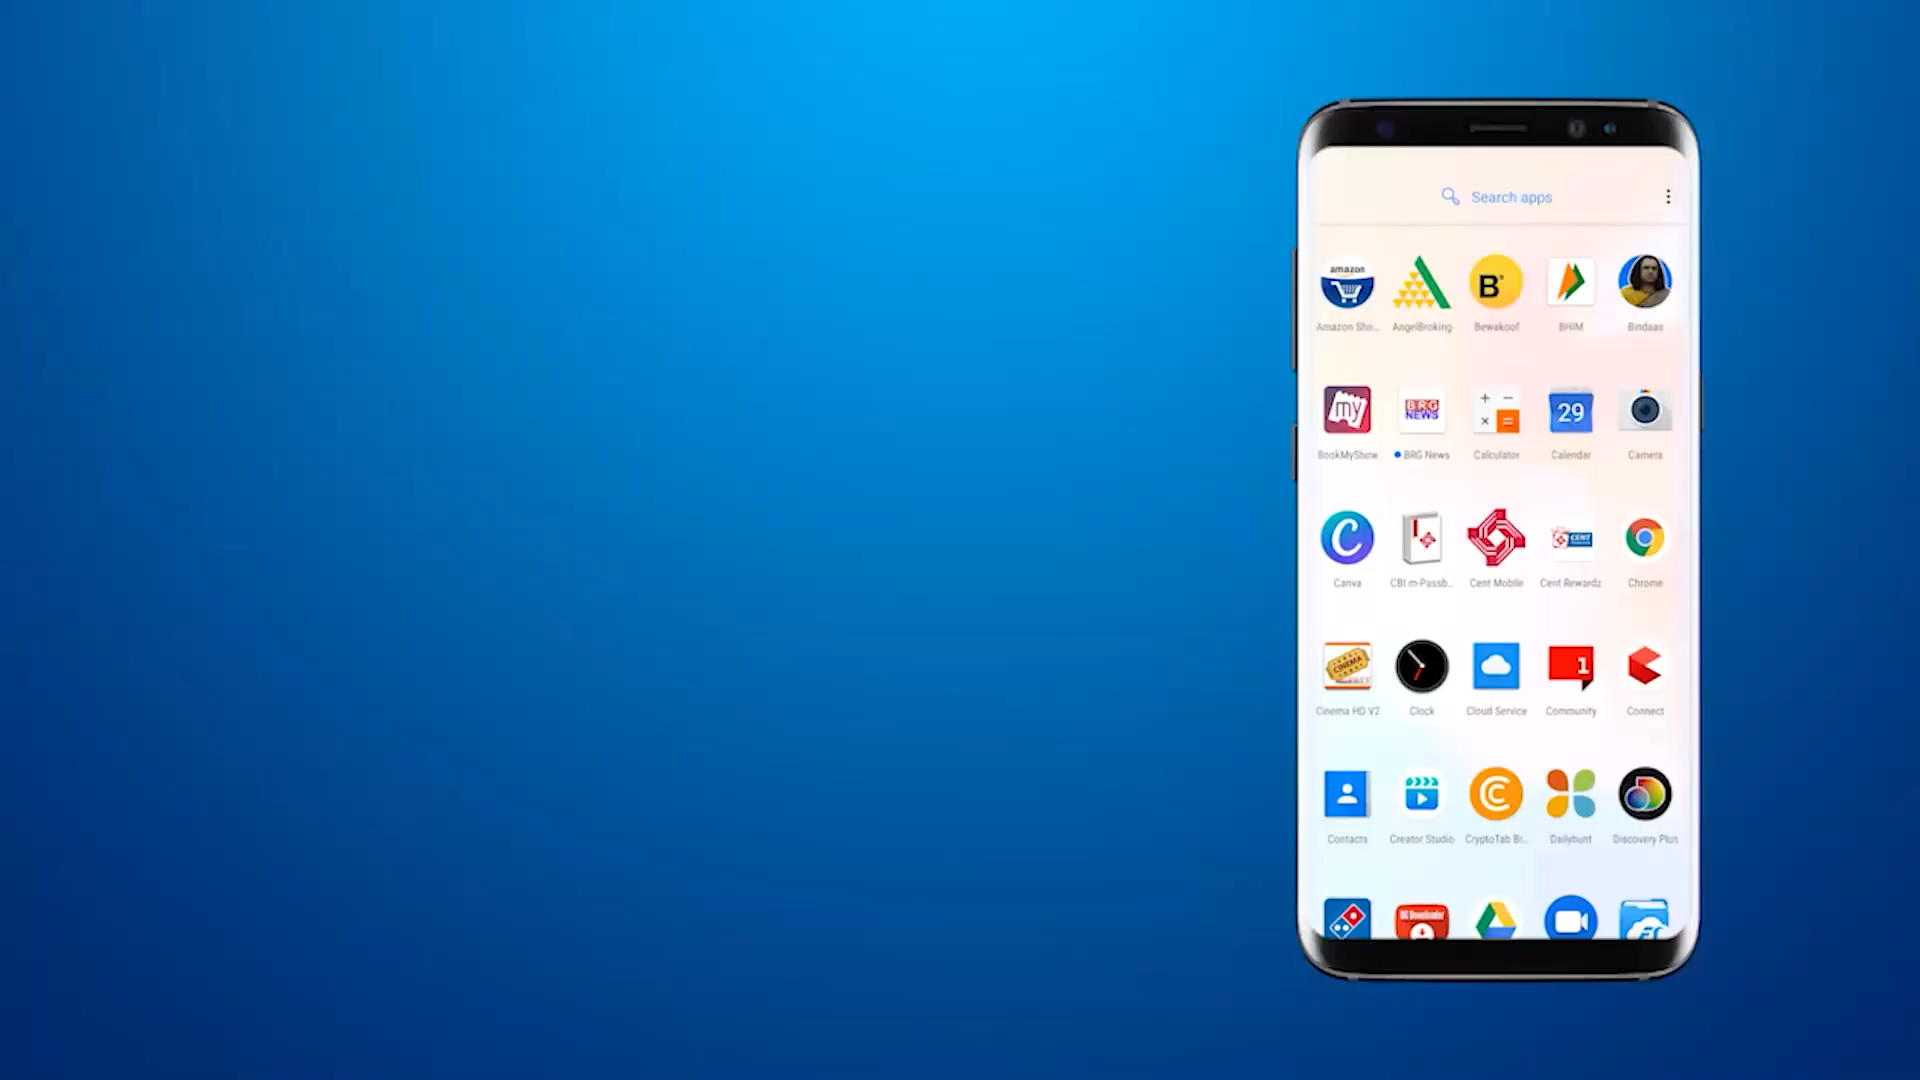 Search apps
amazon
B
Amazon Sho... AngelBroking Bewakoof BHIM Bindaas
my BRG NEWS + − × = 29
BookMyShow BRG News Calculator Calendar Camera
C CENT
Canva CBI m-Passb... Cent Mobile Cent Rewardz Chrome
CINEMA 1
Cinema HD V2 Clock Cloud Service Community Connect
Contacts Creator Studio CryptoTab Br... Dailyhunt Discovery Plus